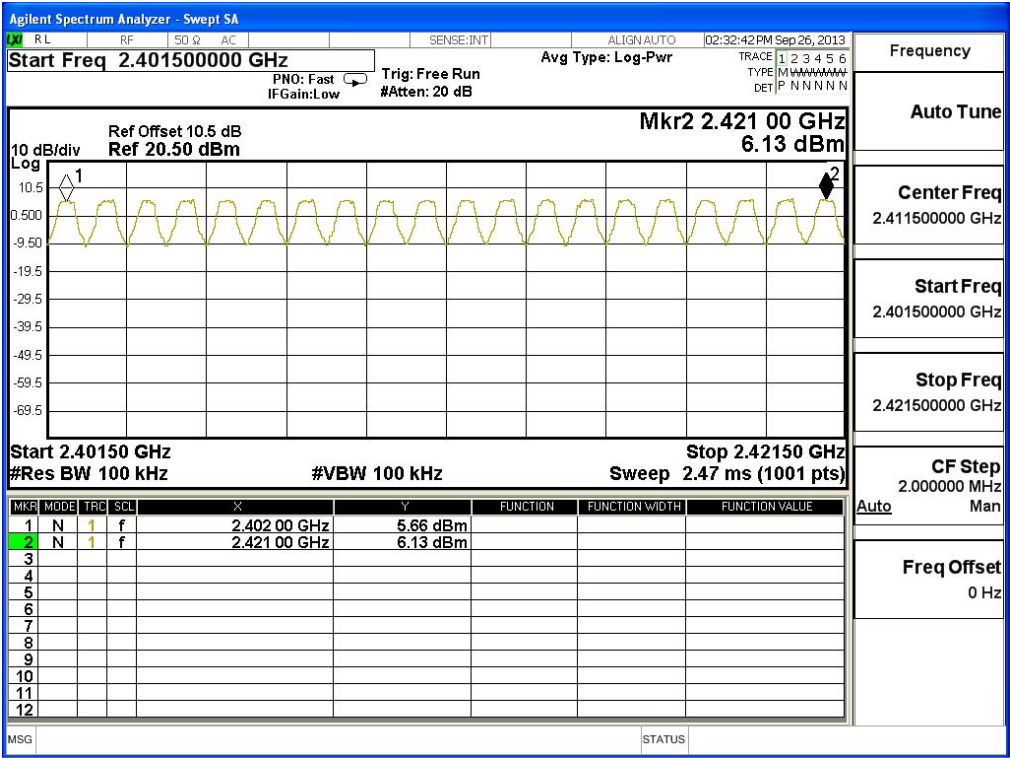 Agilent Spectrum Analyzer - Swept SA
LXI RL RF 50 Ω AC SENSE:INT ALIGN AUTO 02:32:42 PM Sep 26, 2013
Start Freq 2.401500000 GHz
PNO: Fast
IFGain:Low
Trig: Free Run
#Atten: 20 dB
Avg Type: Log-Pwr
TRACE 1 2 3 4 5 6
TYPE M
DET P N N N N N
Mkr2 2.421 00 GHz
6.13 dBm
Ref Offset 10.5 dB
10 dB/div Ref 20.50 dBm
Log
1
2
10.5
0.500
-9.50
-19.5
-29.5
-39.5
-49.5
-59.5
-69.5
Start 2.40150 GHz Stop 2.42150 GHz
#Res BW 100 kHz #VBW 100 kHz Sweep 2.47 ms (1001 pts)
MKR MODE TRC SCL X Y FUNCTION FUNCTION WIDTH FUNCTION VALUE
1 N 1 f 2.402 00 GHz 5.66 dBm
2 N 1 f 2.421 00 GHz 6.13 dBm
3
4
5
6
7
8
9
10
11
12
MSG STATUS
Frequency
Auto Tune
Center Freq
2.411500000 GHz
Start Freq
2.401500000 GHz
Stop Freq
2.421500000 GHz
CF Step
2.000000 MHz
Auto Man
Freq Offset
0 Hz